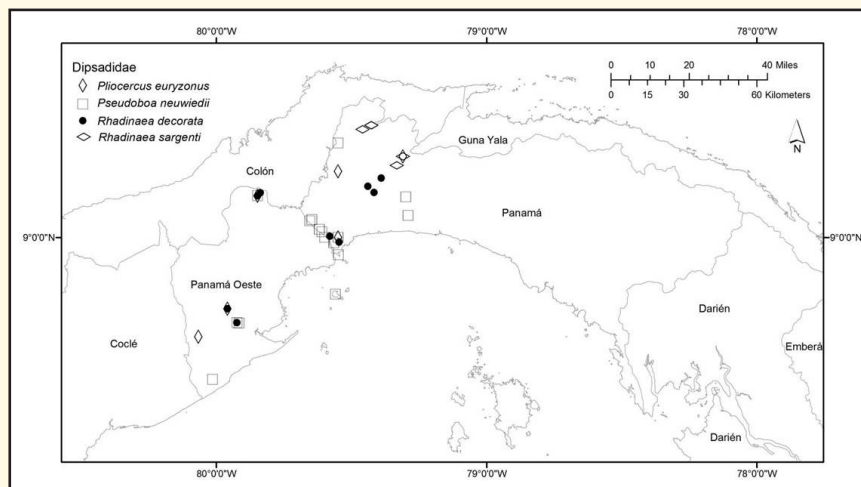 80°0'0"W
79°0'0"W
78°0'0"W
Dipsadidae
Pliocercus euryzonus
Pseudoboa neuwiedii
Rhadinaea decorata
Rhadinaea sargenti
0 10 20 40 Miles
0 15 30 60 Kilometers
N
Guna Yala
Colón
Panamá
9°0'0"N
9°0'0"N
Panamá Oeste
Darién
Coclé
Emberá
Darién
80°0'0"W
79°0'0"W
78°0'0"W